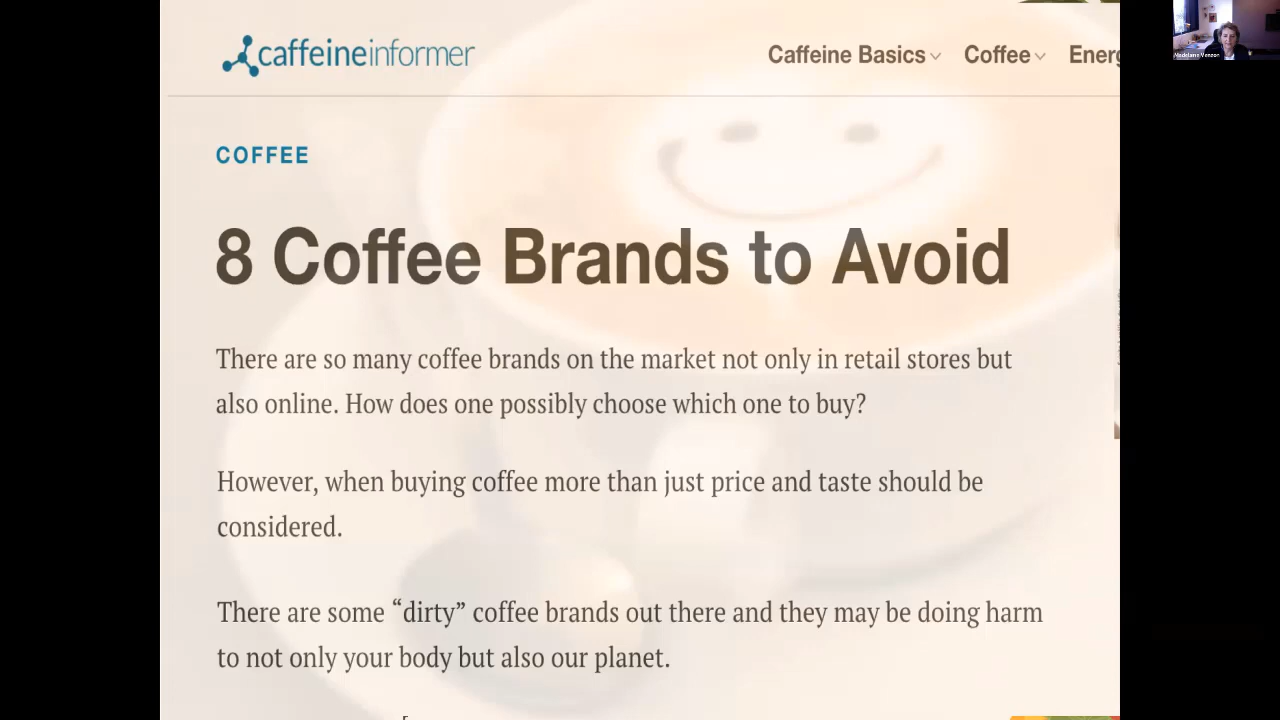 caffeineinformer
Caffeine Basics Coffee Energ
COFFEE
8 Coffee Brands to Avoid
There are so many coffee brands on the market not only in retail stores but
also online. How does one possibly choose which one to buy?
However, when buying coffee more than just price and taste should be
considered.
There are some “dirty” coffee brands out there and they may be doing harm
to not only your body but also our planet.